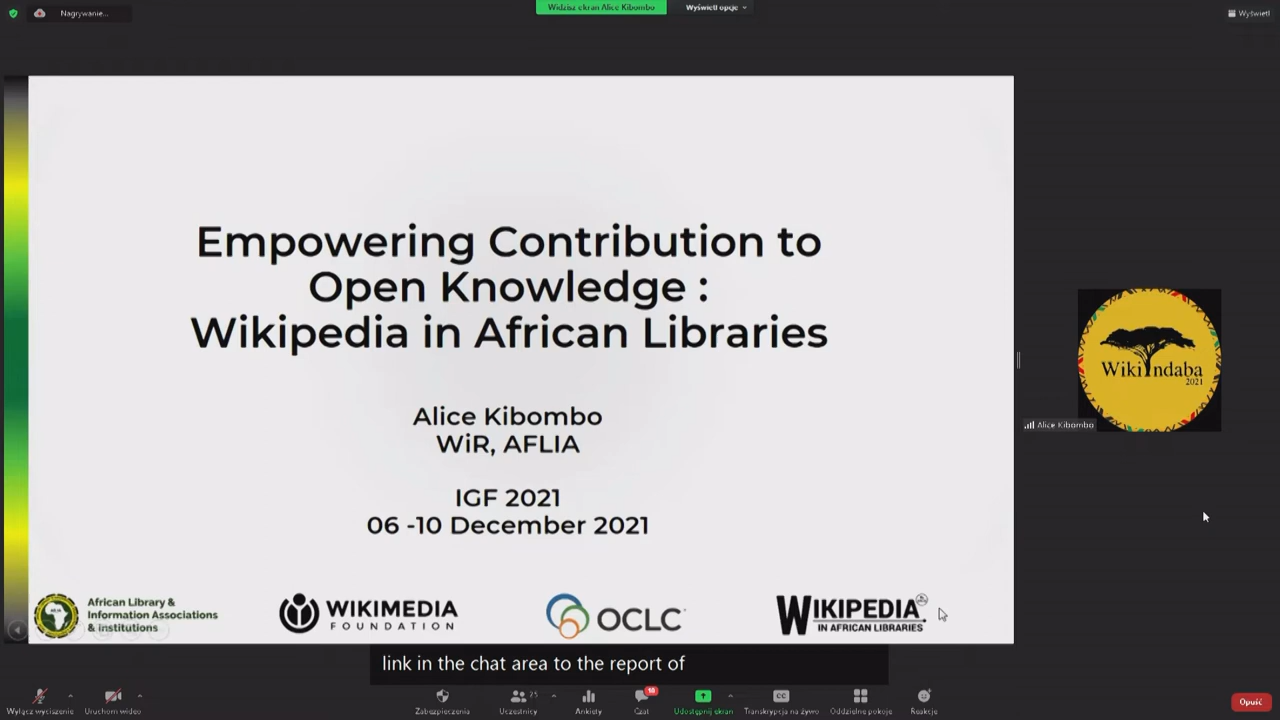 Nagrywanie...
Widzisz ekran Alice Kibombo
Wyświetl opcje
Wyświetl
Empowering Contribution to
Open Knowledge :
Wikipedia in African Libraries
Alice Kibombo
WiR, AFLIA
IGF 2021
06 -10 December 2021
African Library &
Information Associations
& Institutions
WIKIMEDIA
FOUNDATION
OCLC
WIKIPEDIA
IN AFRICAN LIBRARIES
Wiki Indaba
2021
Alice Kibombo
link in the chat area to the report of
Wyłącz wyciszenie
Uruchom wideo
Zabezpieczenia
25
Uczestnicy
Ankiety
10
Czat
Udostępnij ekran
CC
Transkrypcja na żywo
Oddzielne pokoje
Reakcje
Opuść